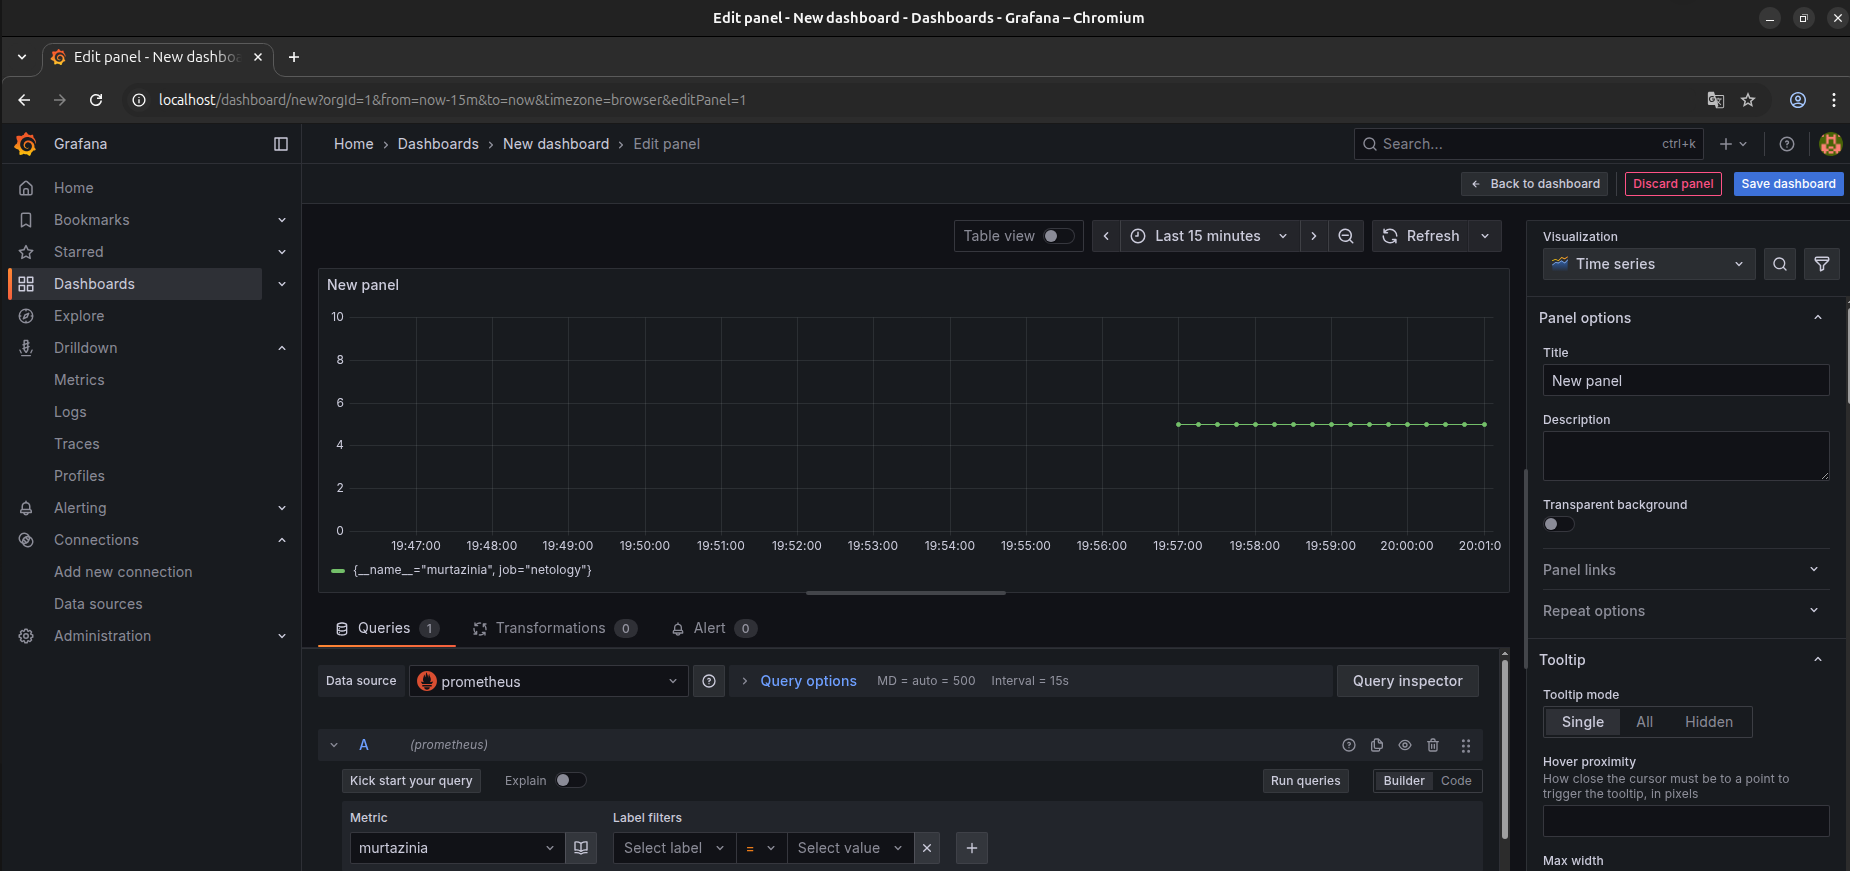 Edit panel - New dashboard - Dashboards - Grafana – Chromium
Edit panel - New dashboa
localhost/dashboard/new?orgId=1&from=now-15m&to=now&timezone=browser&editPanel=1
Grafana
Home › Dashboards › New dashboard › Edit panel
Search... ctrl+k
Back to dashboard
Discard panel
Save dashboard
Home
Bookmarks
Starred
Dashboards
Explore
Drilldown
Metrics
Logs
Traces
Profiles
Alerting
Connections
Add new connection
Data sources
Administration
Table view
Last 15 minutes
Refresh
New panel
10
8
6
4
2
0
19:47:00 19:48:00 19:49:00 19:50:00 19:51:00 19:52:00 19:53:00 19:54:00 19:55:00 19:56:00 19:57:00 19:58:00 19:59:00 20:00:00 20:01:0
{__name__="murtazinia", job="netology"}
Queries 1
Transformations 0
Alert 0
Data source
prometheus
Query options MD = auto = 500 Interval = 15s
Query inspector
A (prometheus)
Kick start your query
Explain
Run queries
Builder Code
Metric
murtazinia
Label filters
Select label = Select value
Visualization
Time series
Panel options
Title
New panel
Description
Transparent background
Panel links
Repeat options
Tooltip
Tooltip mode
Single All Hidden
Hover proximity
How close the cursor must be to a point to
trigger the tooltip, in pixels
Max width